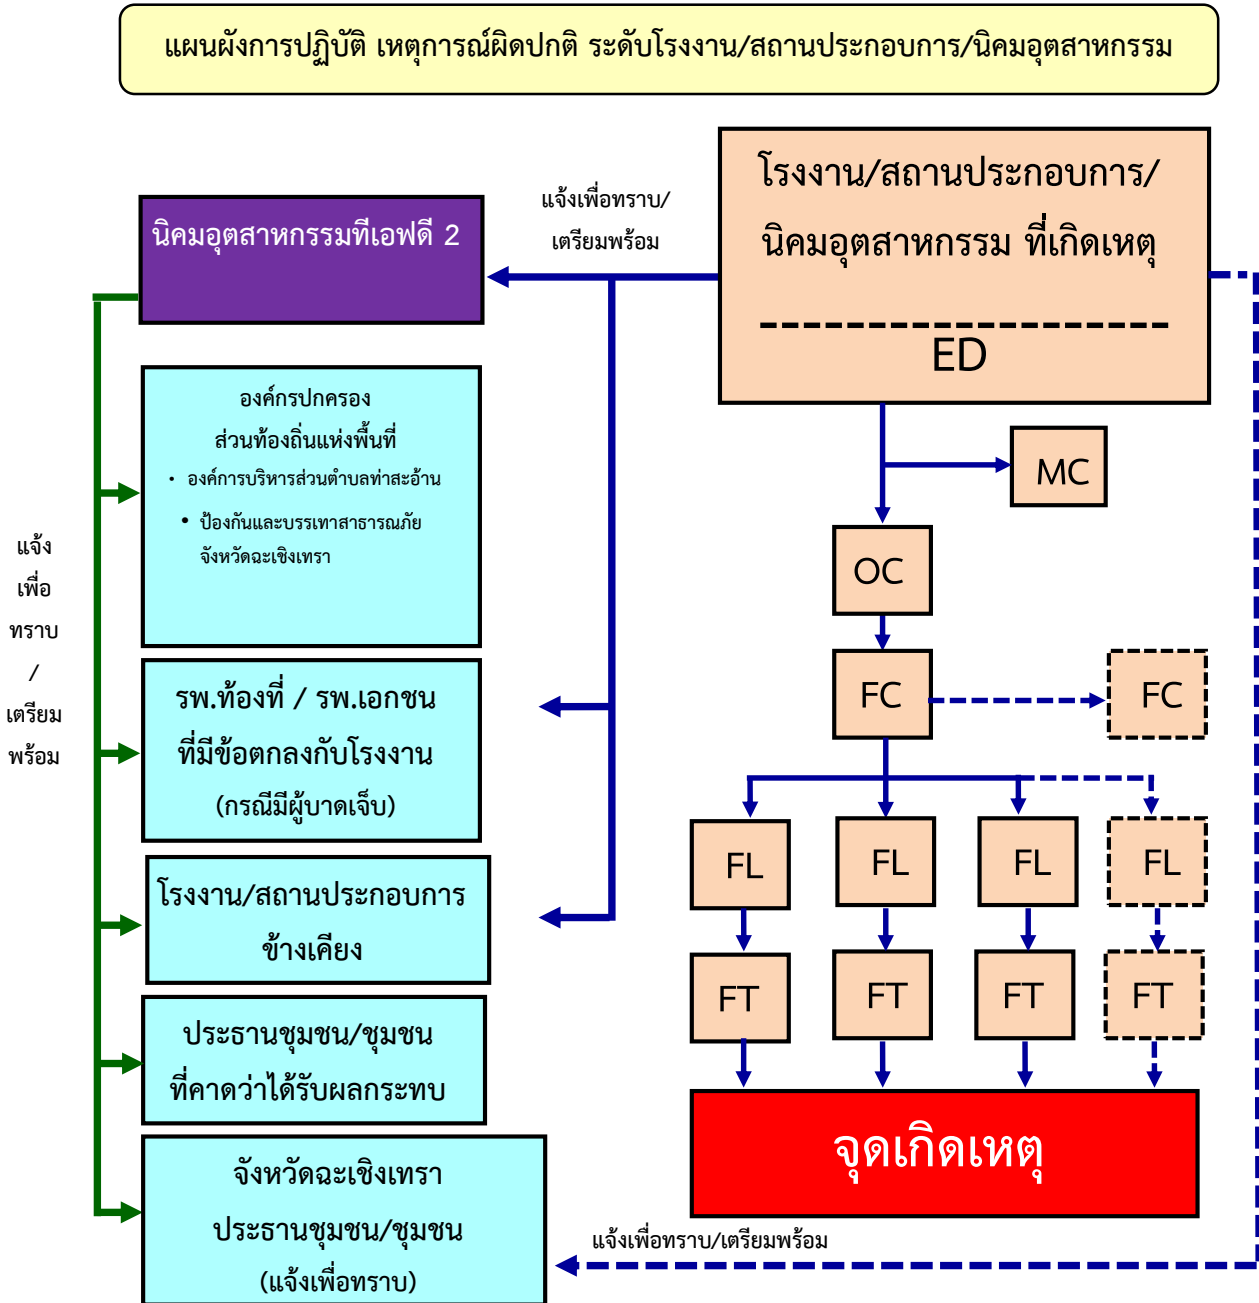 แผนผังการปฏิบัติ เหตุการณ์ผิดปกติ ระดับโรงงาน/สถานประกอบการ/นิคมอุตสาหกรรม
โรงงาน/สถานประกอบการ/
นิคมอุตสาหกรรม ที่เกิดเหตุ
ED
แจ้งเพื่อทราบ/
เตรียมพร้อม
นิคมอุตสาหกรรมทีเอฟดี 2
องค์กรปกครอง
ส่วนท้องถิ่นแห่งพื้นที่
• องค์การบริหารส่วนตำบลท่าสะอ้าน
• ป้องกันและบรรเทาสาธารณภัย
จังหวัดฉะเชิงเทรา
แจ้ง
เพื่อ
ทราบ
/
เตรียม
พร้อม
รพ.ท้องที่ / รพ.เอกชน
ที่มีข้อตกลงกับโรงงาน
(กรณีมีผู้บาดเจ็บ)
โรงงาน/สถานประกอบการ
ข้างเคียง
ประธานชุมชน/ชุมชน
ที่คาดว่าได้รับผลกระทบ
จังหวัดฉะเชิงเทรา
ประธานชุมชน/ชุมชน
(แจ้งเพื่อทราบ)
MC
OC
FC
FC
FL
FL
FL
FL
FT
FT
FT
FT
จุดเกิดเหตุ
แจ้งเพื่อทราบ/เตรียมพร้อม